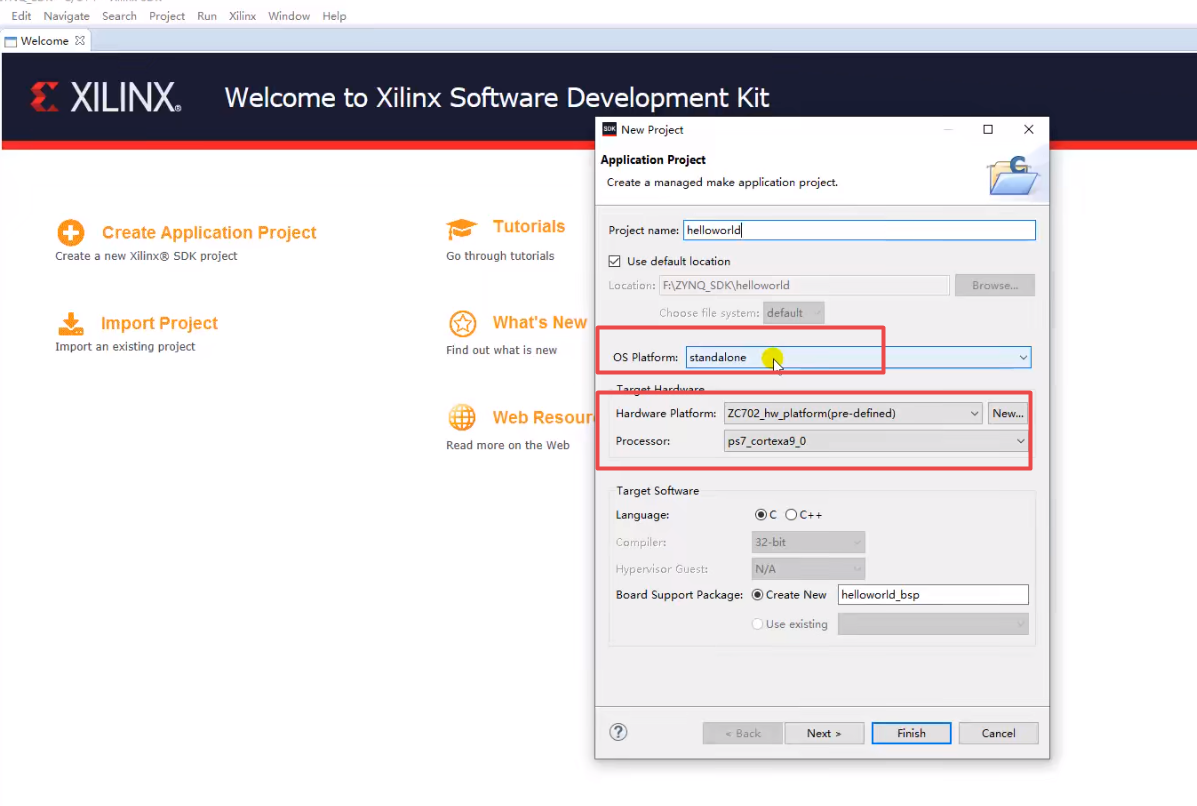 Edit Navigate Search Project Run Xilinx Window Help
Welcome
XILINX® Welcome to Xilinx Software Development Kit
Create Application Project
Create a new Xilinx® SDK project
Import Project
Import an existing project
Tutorials
Go through tutorials
What's New
Find out what is new
Web Resour
Read more on the Web
SDK New Project
Application Project
Create a managed make application project.
Project name: helloworld
Use default location
Location: F:\ZYNQ_SDK\helloworld Browse...
Choose file system: default
OS Platform: standalone
Target Hardware
Hardware Platform: ZC702_hw_platform(pre-defined) New...
Processor: ps7_cortexa9_0
Target Software
Language: C C++
Compiler: 32-bit
Hypervisor Guest: N/A
Board Support Package: Create New helloworld_bsp
Use existing
< Back Next > Finish Cancel